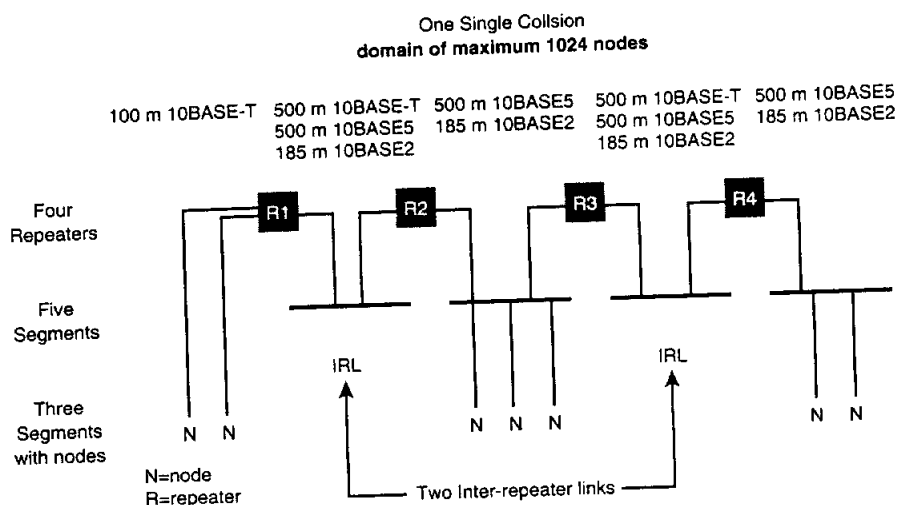 One Single Collsion
domain of maximum 1024 nodes
100 m 10BASE-T
500 m 10BASE-T
500 m 10BASE5
185 m 10BASE2
500 m 10BASE5
185 m 10BASE2
500 m 10BASE-T
500 m 10BASE5
185 m 10BASE2
500 m 10BASE5
185 m 10BASE2
Four
Repeaters
R1
R2
R3
R4
Five
Segments
IRL
IRL
Three
Segments
with nodes
N
N
N
N
N
N
N
N=node
R=repeater
Two Inter-repeater links